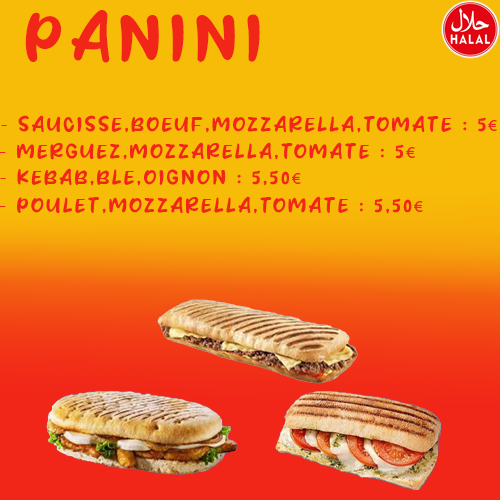 PANINI
حلال
HALAL
- SAUCISSE,BOEUF,MOZZARELLA,TOMATE : 5€
- MERGUEZ,MOZZARELLA,TOMATE : 5€
- KEBAB,BLE,OIGNON : 5,50€
- POULET,MOZZARELLA,TOMATE : 5,50€